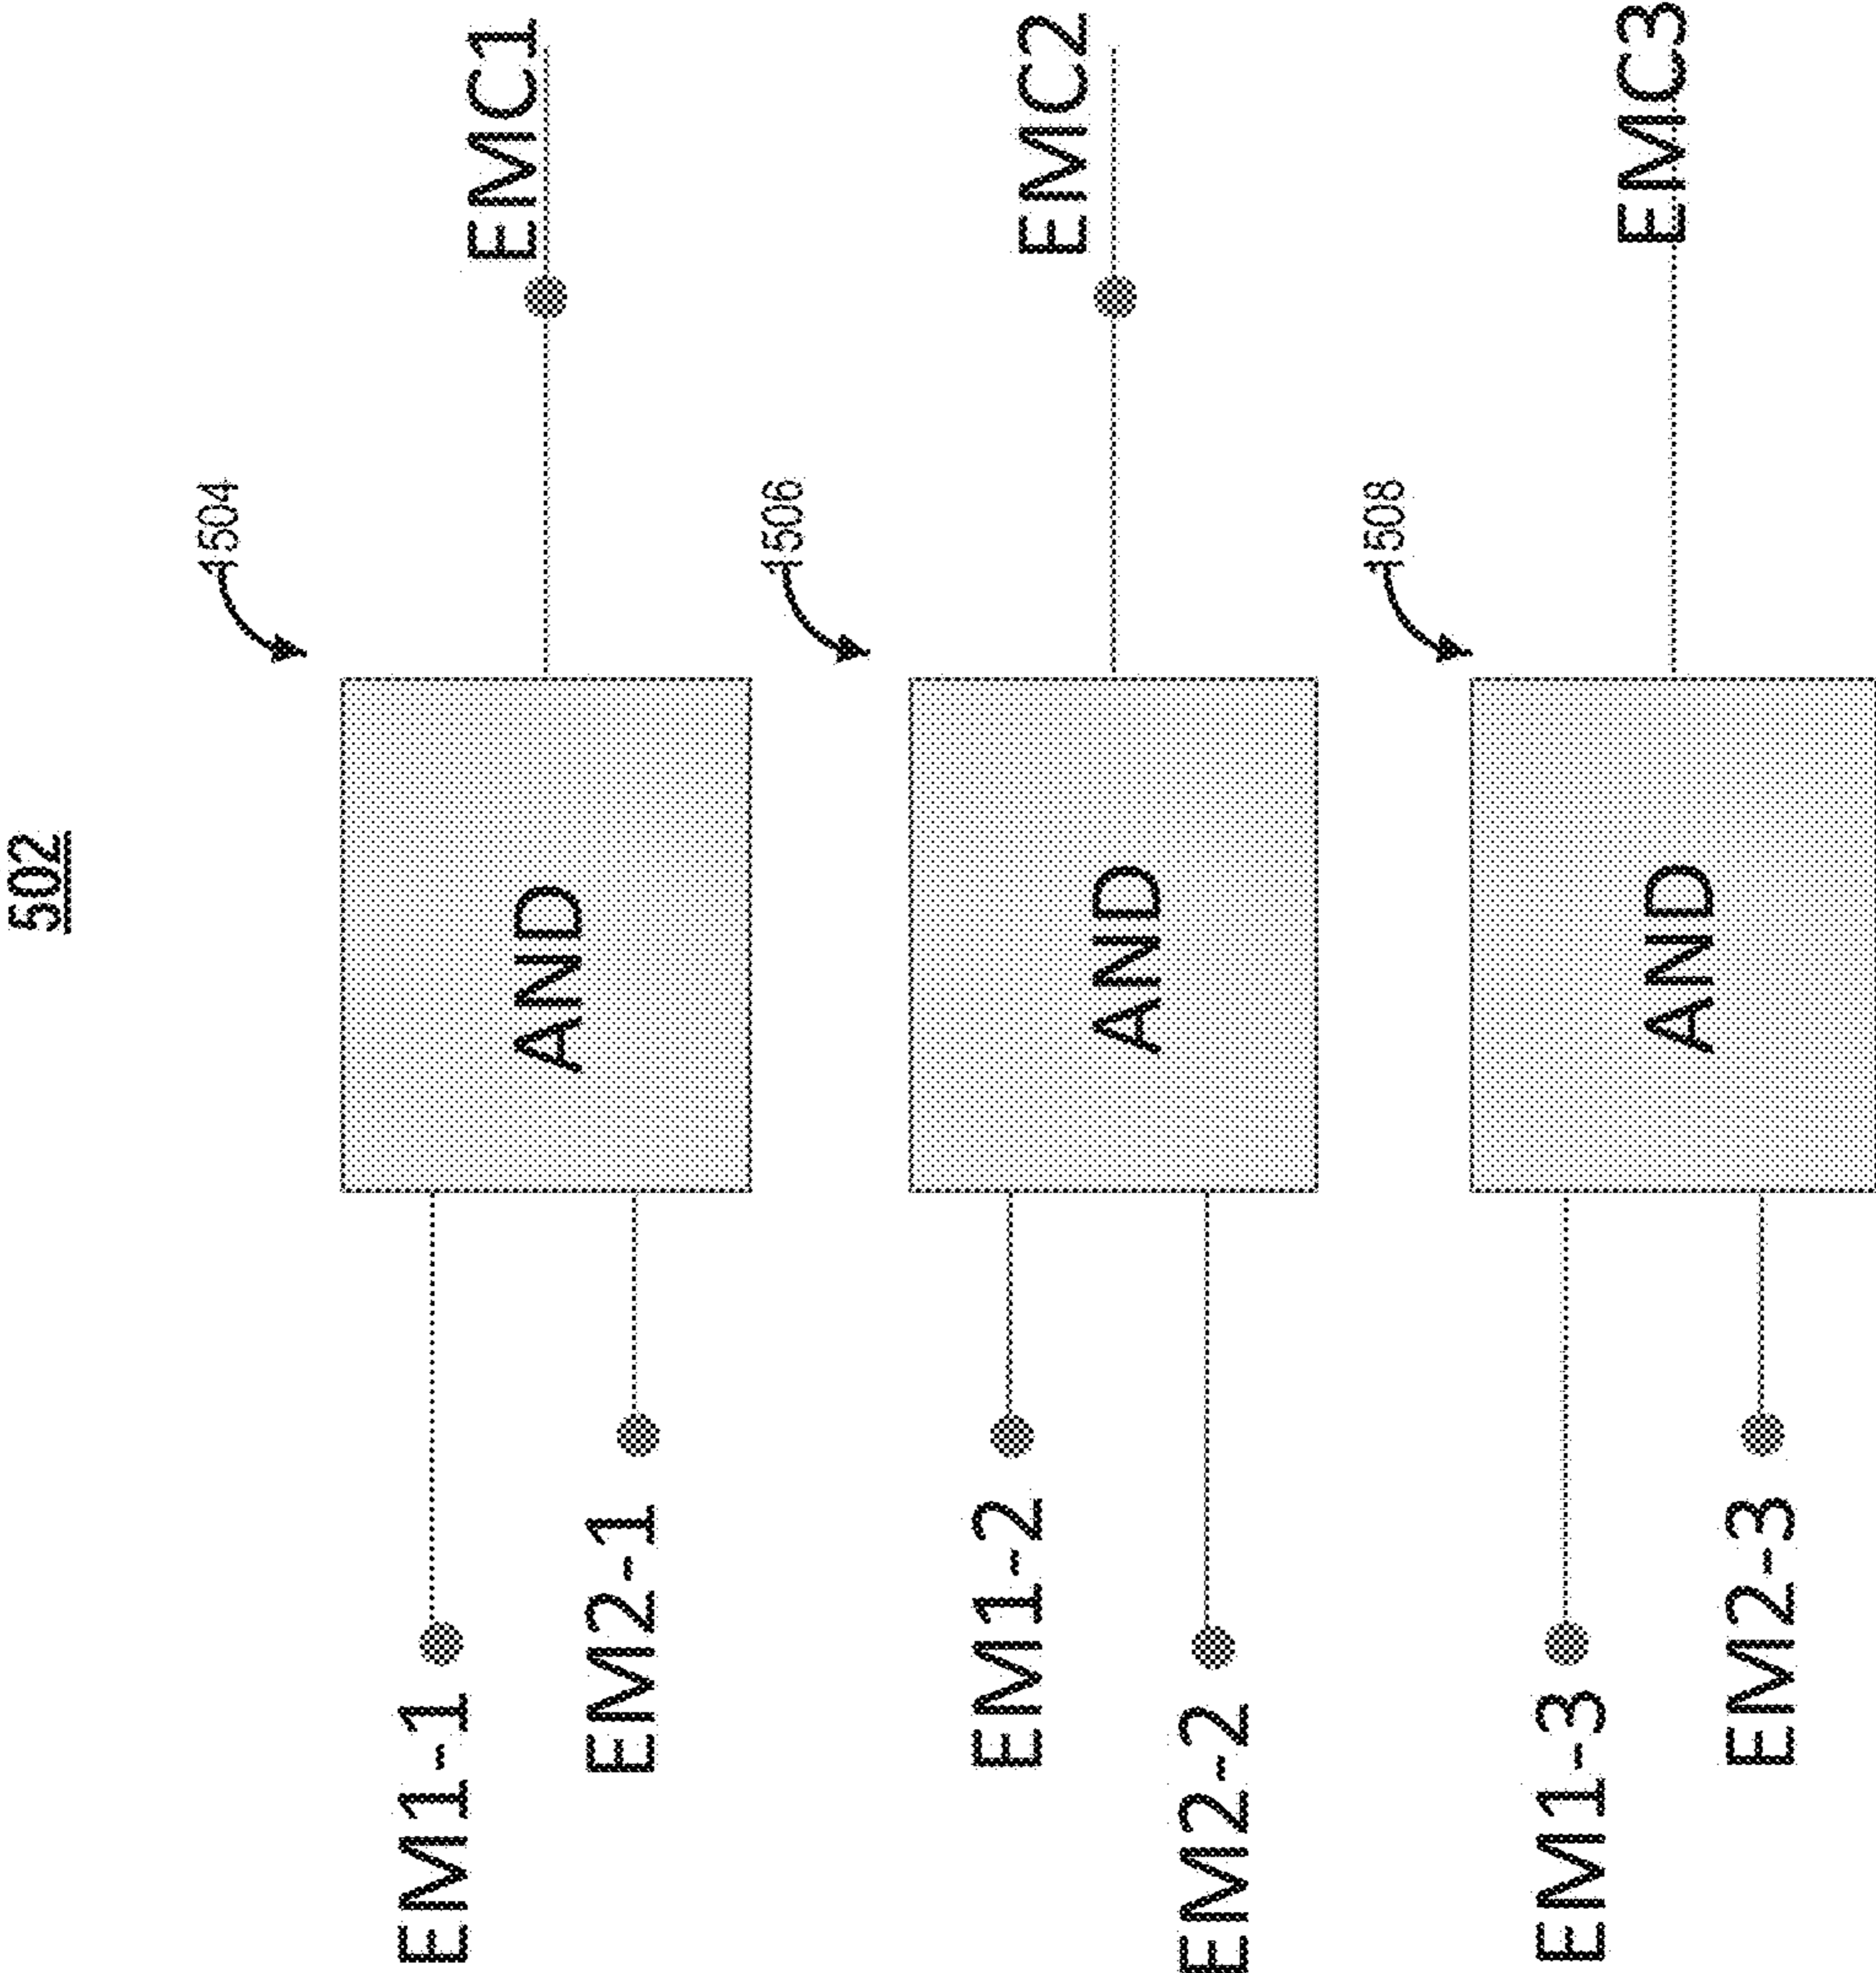 502
1504
EMC1
AND
EM1-1
EM2-1
1506
EMC2
AND
EM1-2
EM2-2
1508
EMC3
AND
EM1-3
EM2-3